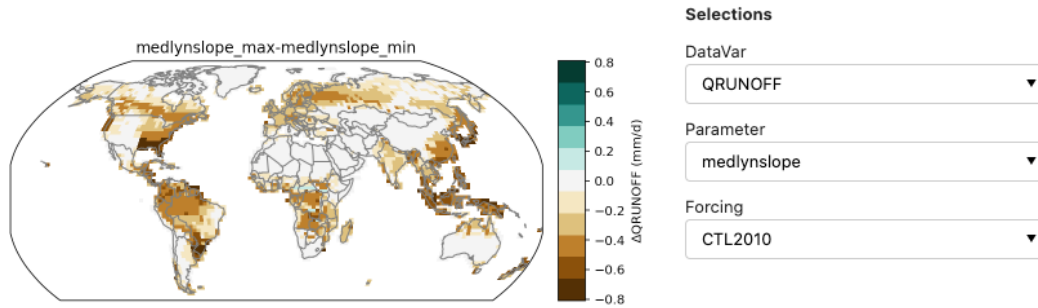 medlynslope_max-medlynslope_min
0.8
0.6
0.4
0.2
0.0
−0.2
−0.4
−0.6
−0.8
ΔQRUNOFF (mm/d)
Selections
DataVar
QRUNOFF
Parameter
medlynslope
Forcing
CTL2010